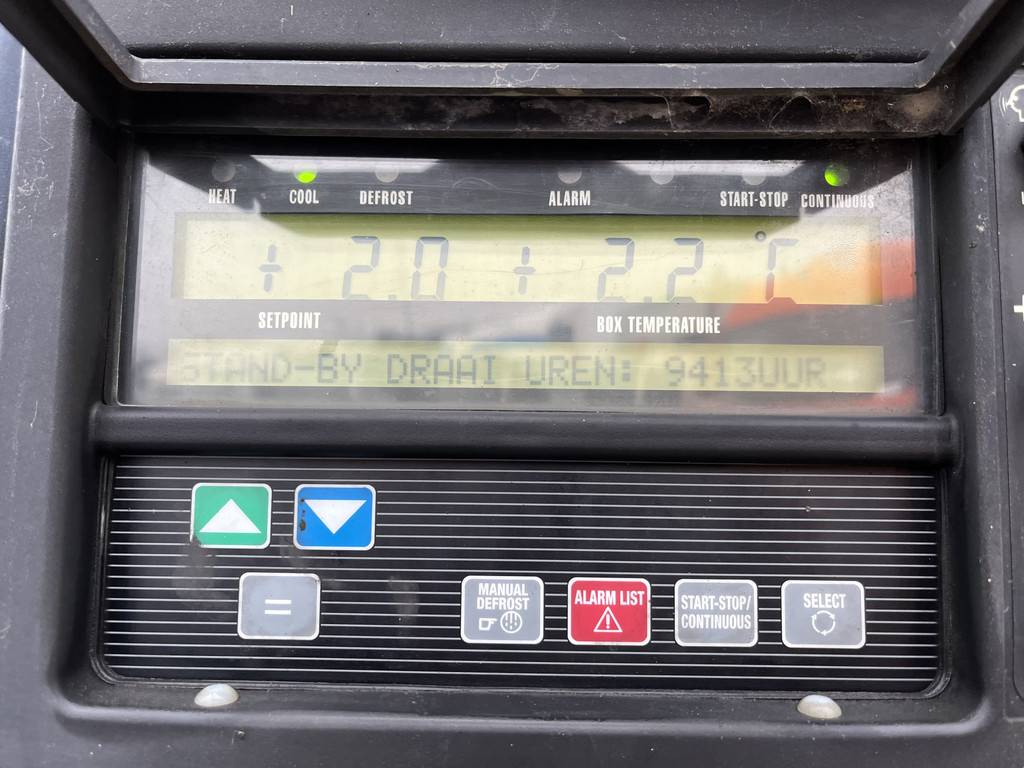 HEAT COOL DEFROST ALARM START-STOP CONTINUOUS
+ 2.0 + 2.2 °C
SETPOINT BOX TEMPERATURE
STAND-BY DRAAI UREN: 9413UUR
=
MANUAL
DEFROST
ALARM LIST
START-STOP/
CONTINUOUS
SELECT